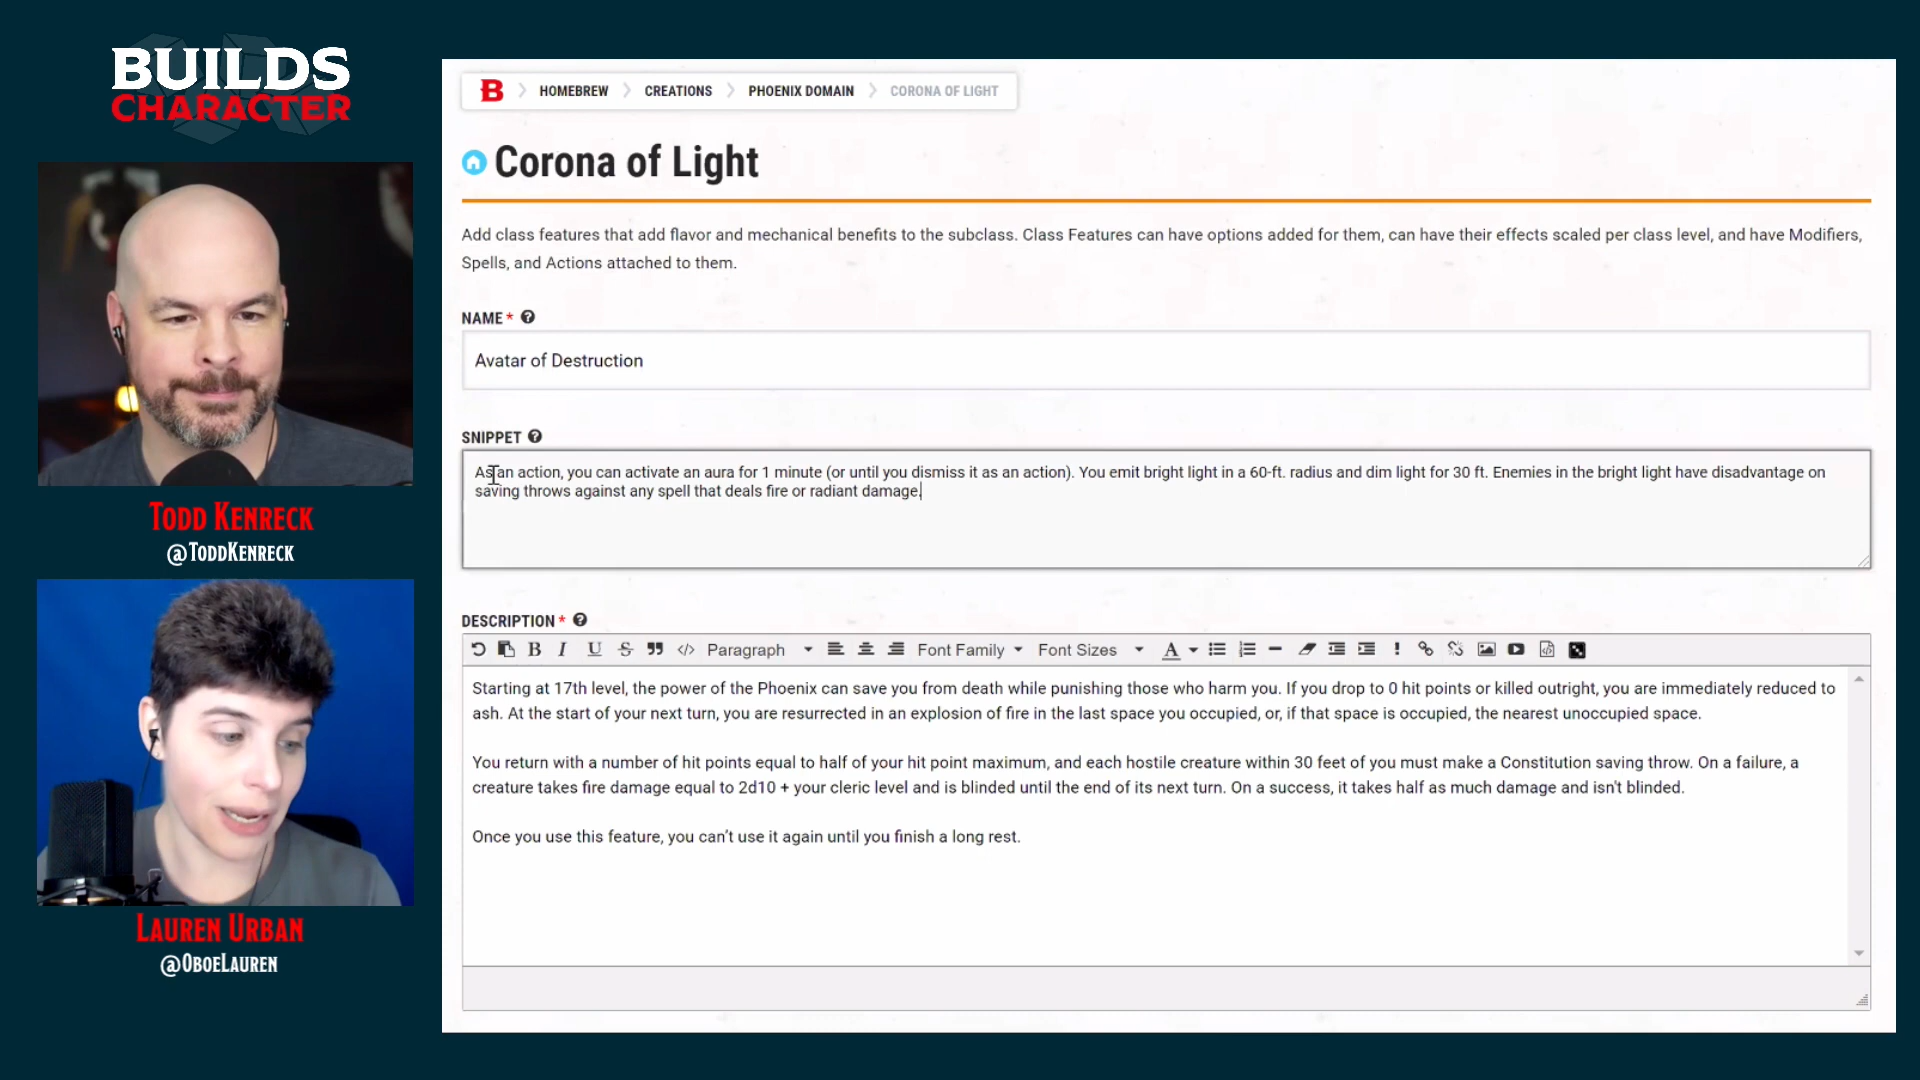 BUILDS
CHARACTER
TODD KENRECK
@TODDKENRECK
LAUREN URBAN
@OBOELAUREN
B HOMEBREW CREATIONS PHOENIX DOMAIN CORONA OF LIGHT
Corona of Light
Add class features that add flavor and mechanical benefits to the subclass. Class Features can have options added for them, can have their effects scaled per class level, and have Modifiers,
Spells, and Actions attached to them.
NAME * ?
Avatar of Destruction
SNIPPET ?
As an action, you can activate an aura for 1 minute (or until you dismiss it as an action). You emit bright light in a 60-ft. radius and dim light for 30 ft. Enemies in the bright light have disadvantage on
saving throws against any spell that deals fire or radiant damage.
DESCRIPTION * ?
B I U S </> Paragraph Font Family Font Sizes A !
Starting at 17th level, the power of the Phoenix can save you from death while punishing those who harm you. If you drop to 0 hit points or killed outright, you are immediately reduced to
ash. At the start of your next turn, you are resurrected in an explosion of fire in the last space you occupied, or, if that space is occupied, the nearest unoccupied space.
You return with a number of hit points equal to half of your hit point maximum, and each hostile creature within 30 feet of you must make a Constitution saving throw. On a failure, a
creature takes fire damage equal to 2d10 + your cleric level and is blinded until the end of its next turn. On a success, it takes half as much damage and isn't blinded.
Once you use this feature, you can't use it again until you finish a long rest.